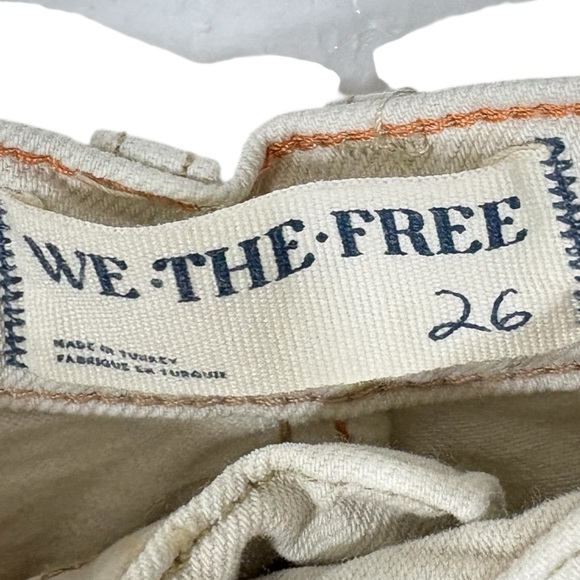 WE·THE·FREE
26
MADE IN TURKEY
FABRIQUE EN TURQUIE